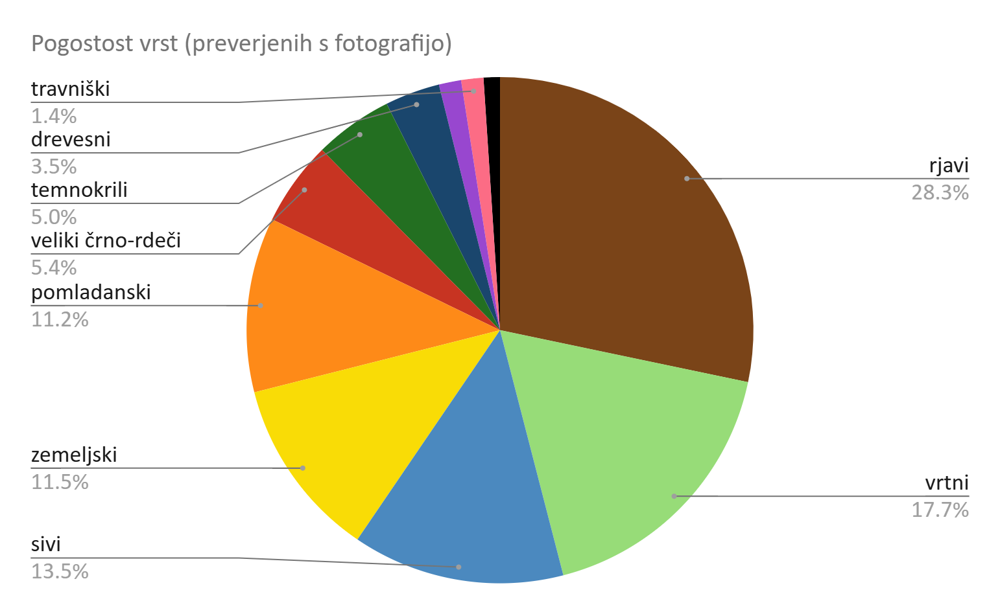 Pogostost vrst (preverjenih s fotografijo)
travniški
1.4%
drevesni
3.5%
temnokrili
5.0%
veliki črno-rdeči
5.4%
pomladanski
11.2%
zemeljski
11.5%
sivi
13.5%
rjavi
28.3%
vrtni
17.7%